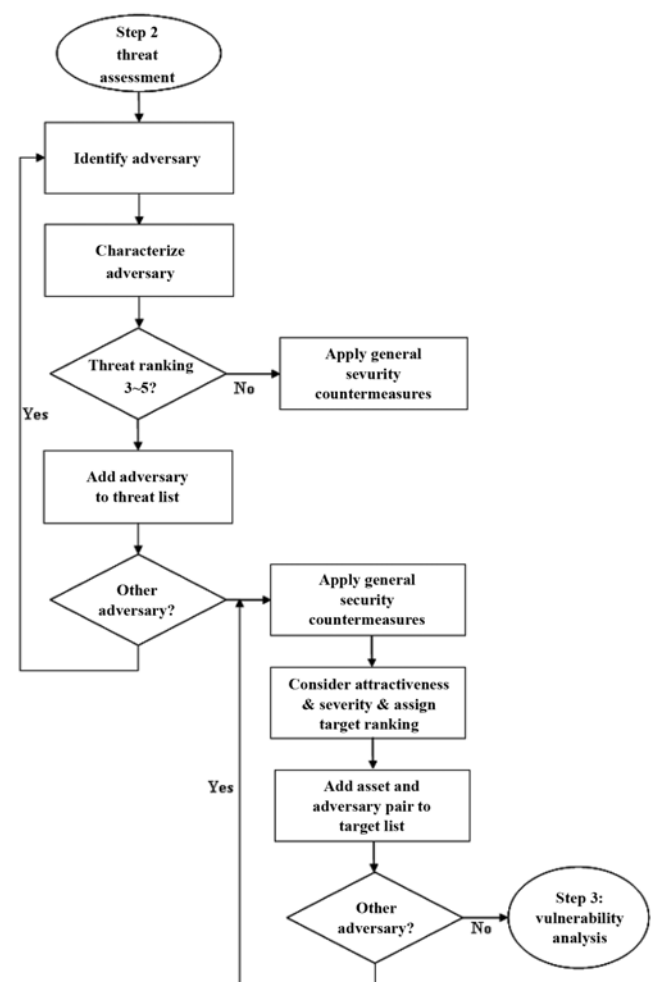 Step 2
threat
assessment
Identify adversary
Characterize
adversary
Threat ranking
3~5?
No
Apply general
sevurity
countermeasures
Yes
Add adversary
to threat list
Other
adversary?
Apply general
security
countermeasures
Consider attractiveness
& severity & assign
target ranking
Yes
Add asset and
adversary pair to
target list
Other
adversary?
No
Step 3:
vulnerability
analysis